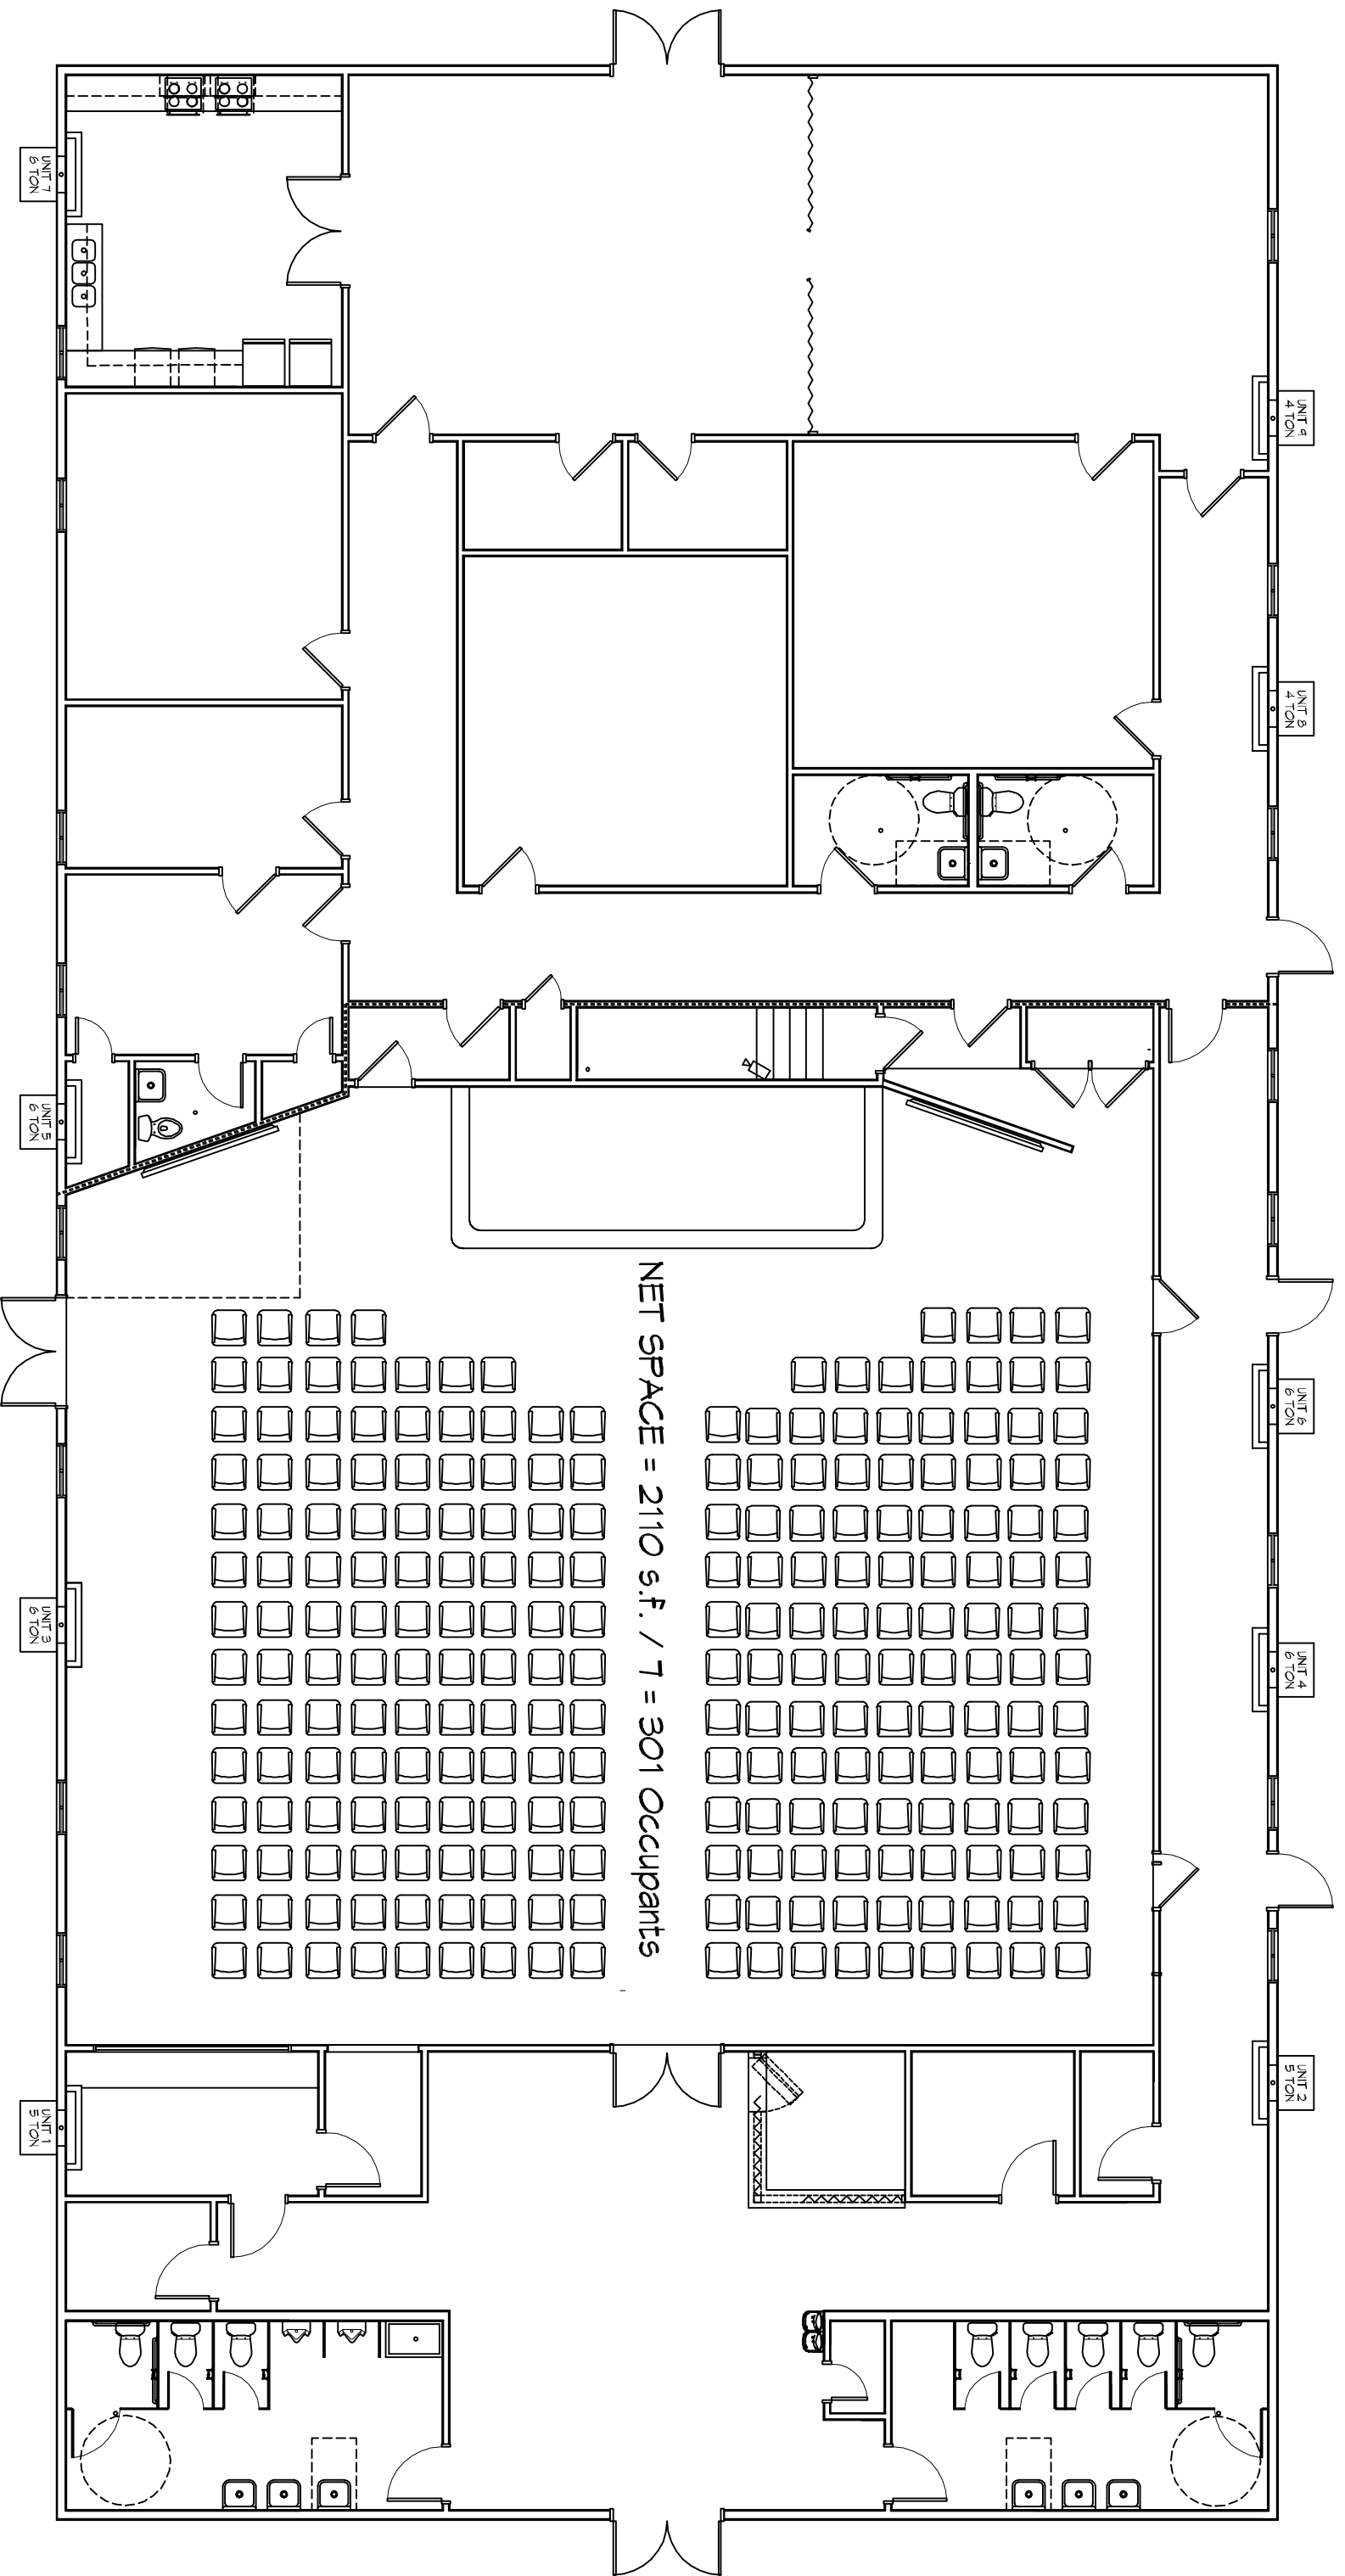 UNIT 7
6 TON
UNIT 9
4 TON
UNIT 8
4 TON
UNIT 5
6 TON
NET SPACE = 2110 s.f. / 7 = 301 Occupants
UNIT 6
6 TON
UNIT 3
6 TON
UNIT 4
6 TON
UNIT 1
5 TON
UNIT 2
5 TON